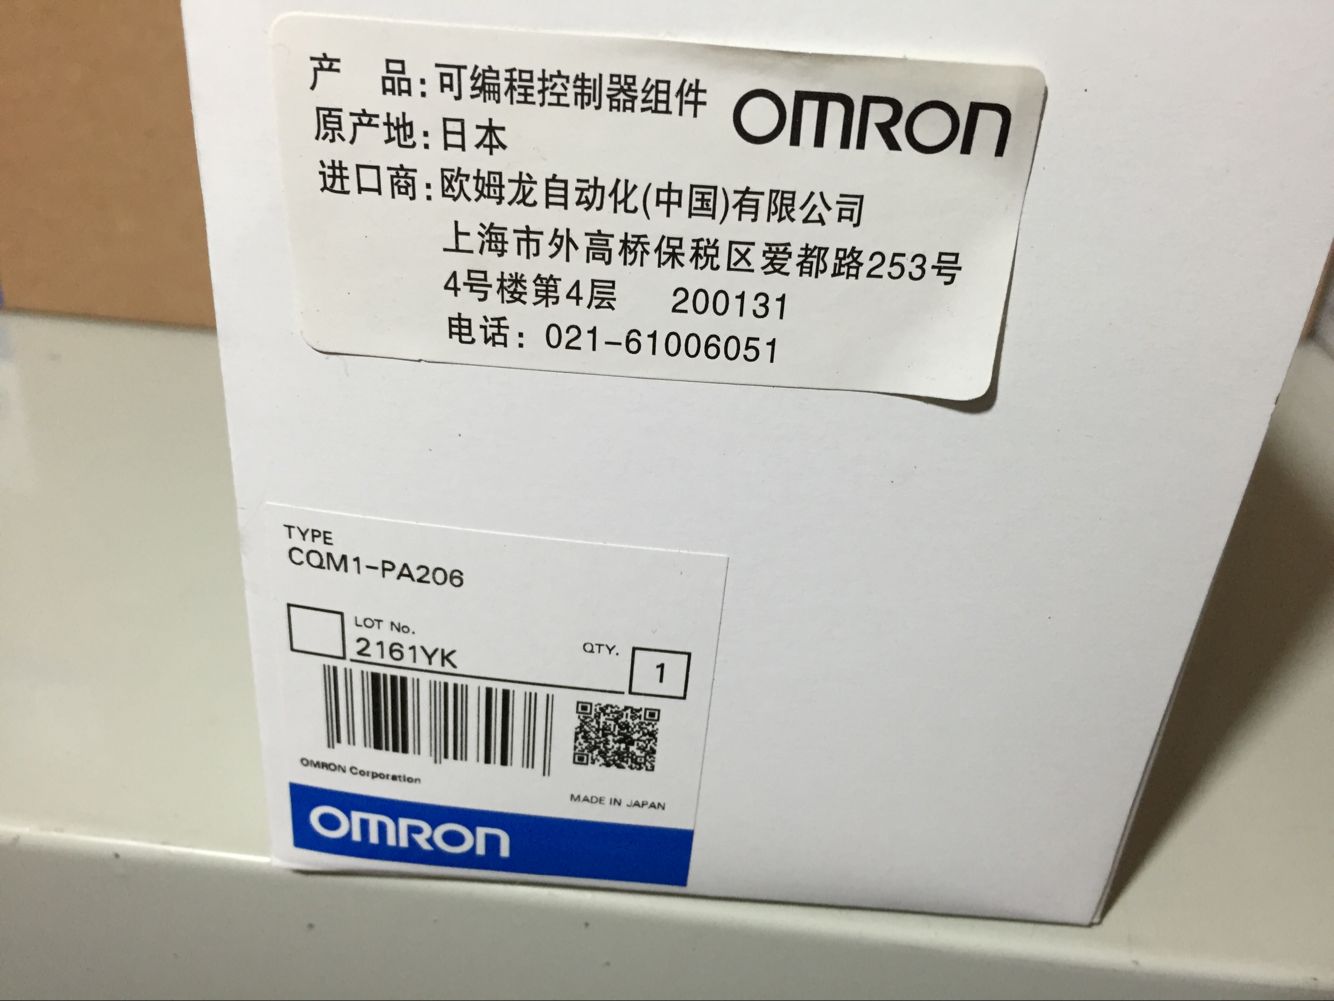 产 品:可编程控制器组件 OMRON
原产地:日本
进口商:欧姆龙自动化(中国)有限公司
上海市外高桥保税区爱都路253号
4号楼第4层 200131
电话: 021-61006051
TYPE
CQM1-PA206
LOT No.
2161YK
QTY.
1
OMRON Corporation
MADE IN JAPAN
OMRON